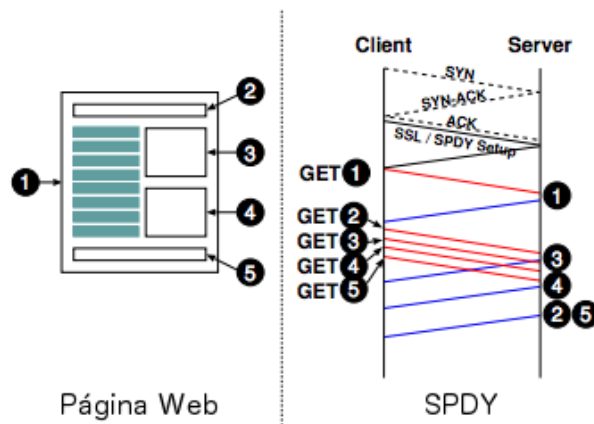 Client Server
SYN
SYN-ACK
ACK
SSL / SPDY Setup
2
3
1
4
5
GET 1
1
GET 2
GET 3
GET 4
GET 5
3
4
2 5
Página Web
SPDY